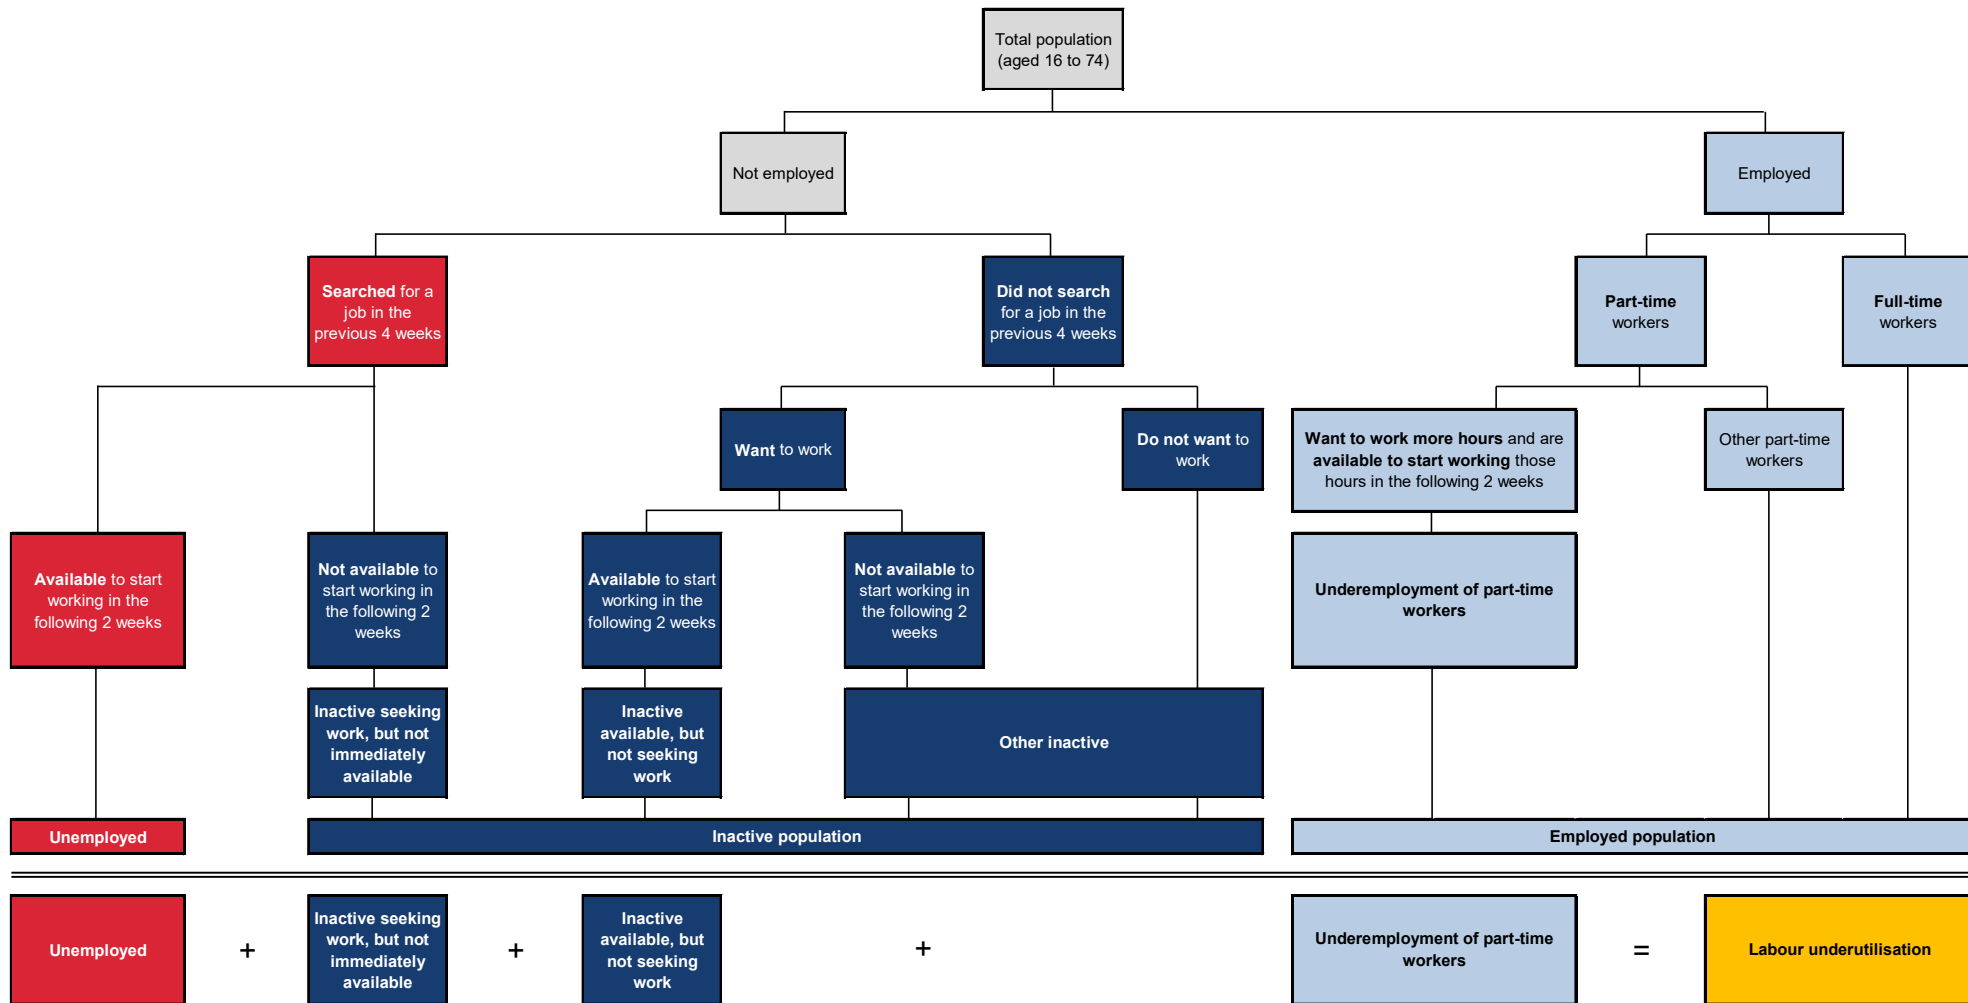 Total population
(aged 16 to 74)
Not employed
Employed
Searched for a
job in the
previous 4 weeks
Did not search
for a job in the
previous 4 weeks
Part-time
workers
Full-time
workers
Want to work
Do not want to
work
Want to work more hours and are
available to start working those
hours in the following 2 weeks
Other part-time
workers
Available to start
working in the
following 2 weeks
Not available to
start working in
the following 2
weeks
Available to start
working in the
following 2 weeks
Not available to
start working in
the following 2
weeks
Underemployment of part-time
workers
Inactive seeking
work, but not
immediately
available
Inactive
available, but
not seeking
work
Other inactive
Unemployed
Inactive population
Employed population
Unemployed
+
Inactive seeking
work, but not
immediately
available
+
Inactive
available, but
not seeking
work
+
Underemployment of part-time
workers
=
Labour underutilisation